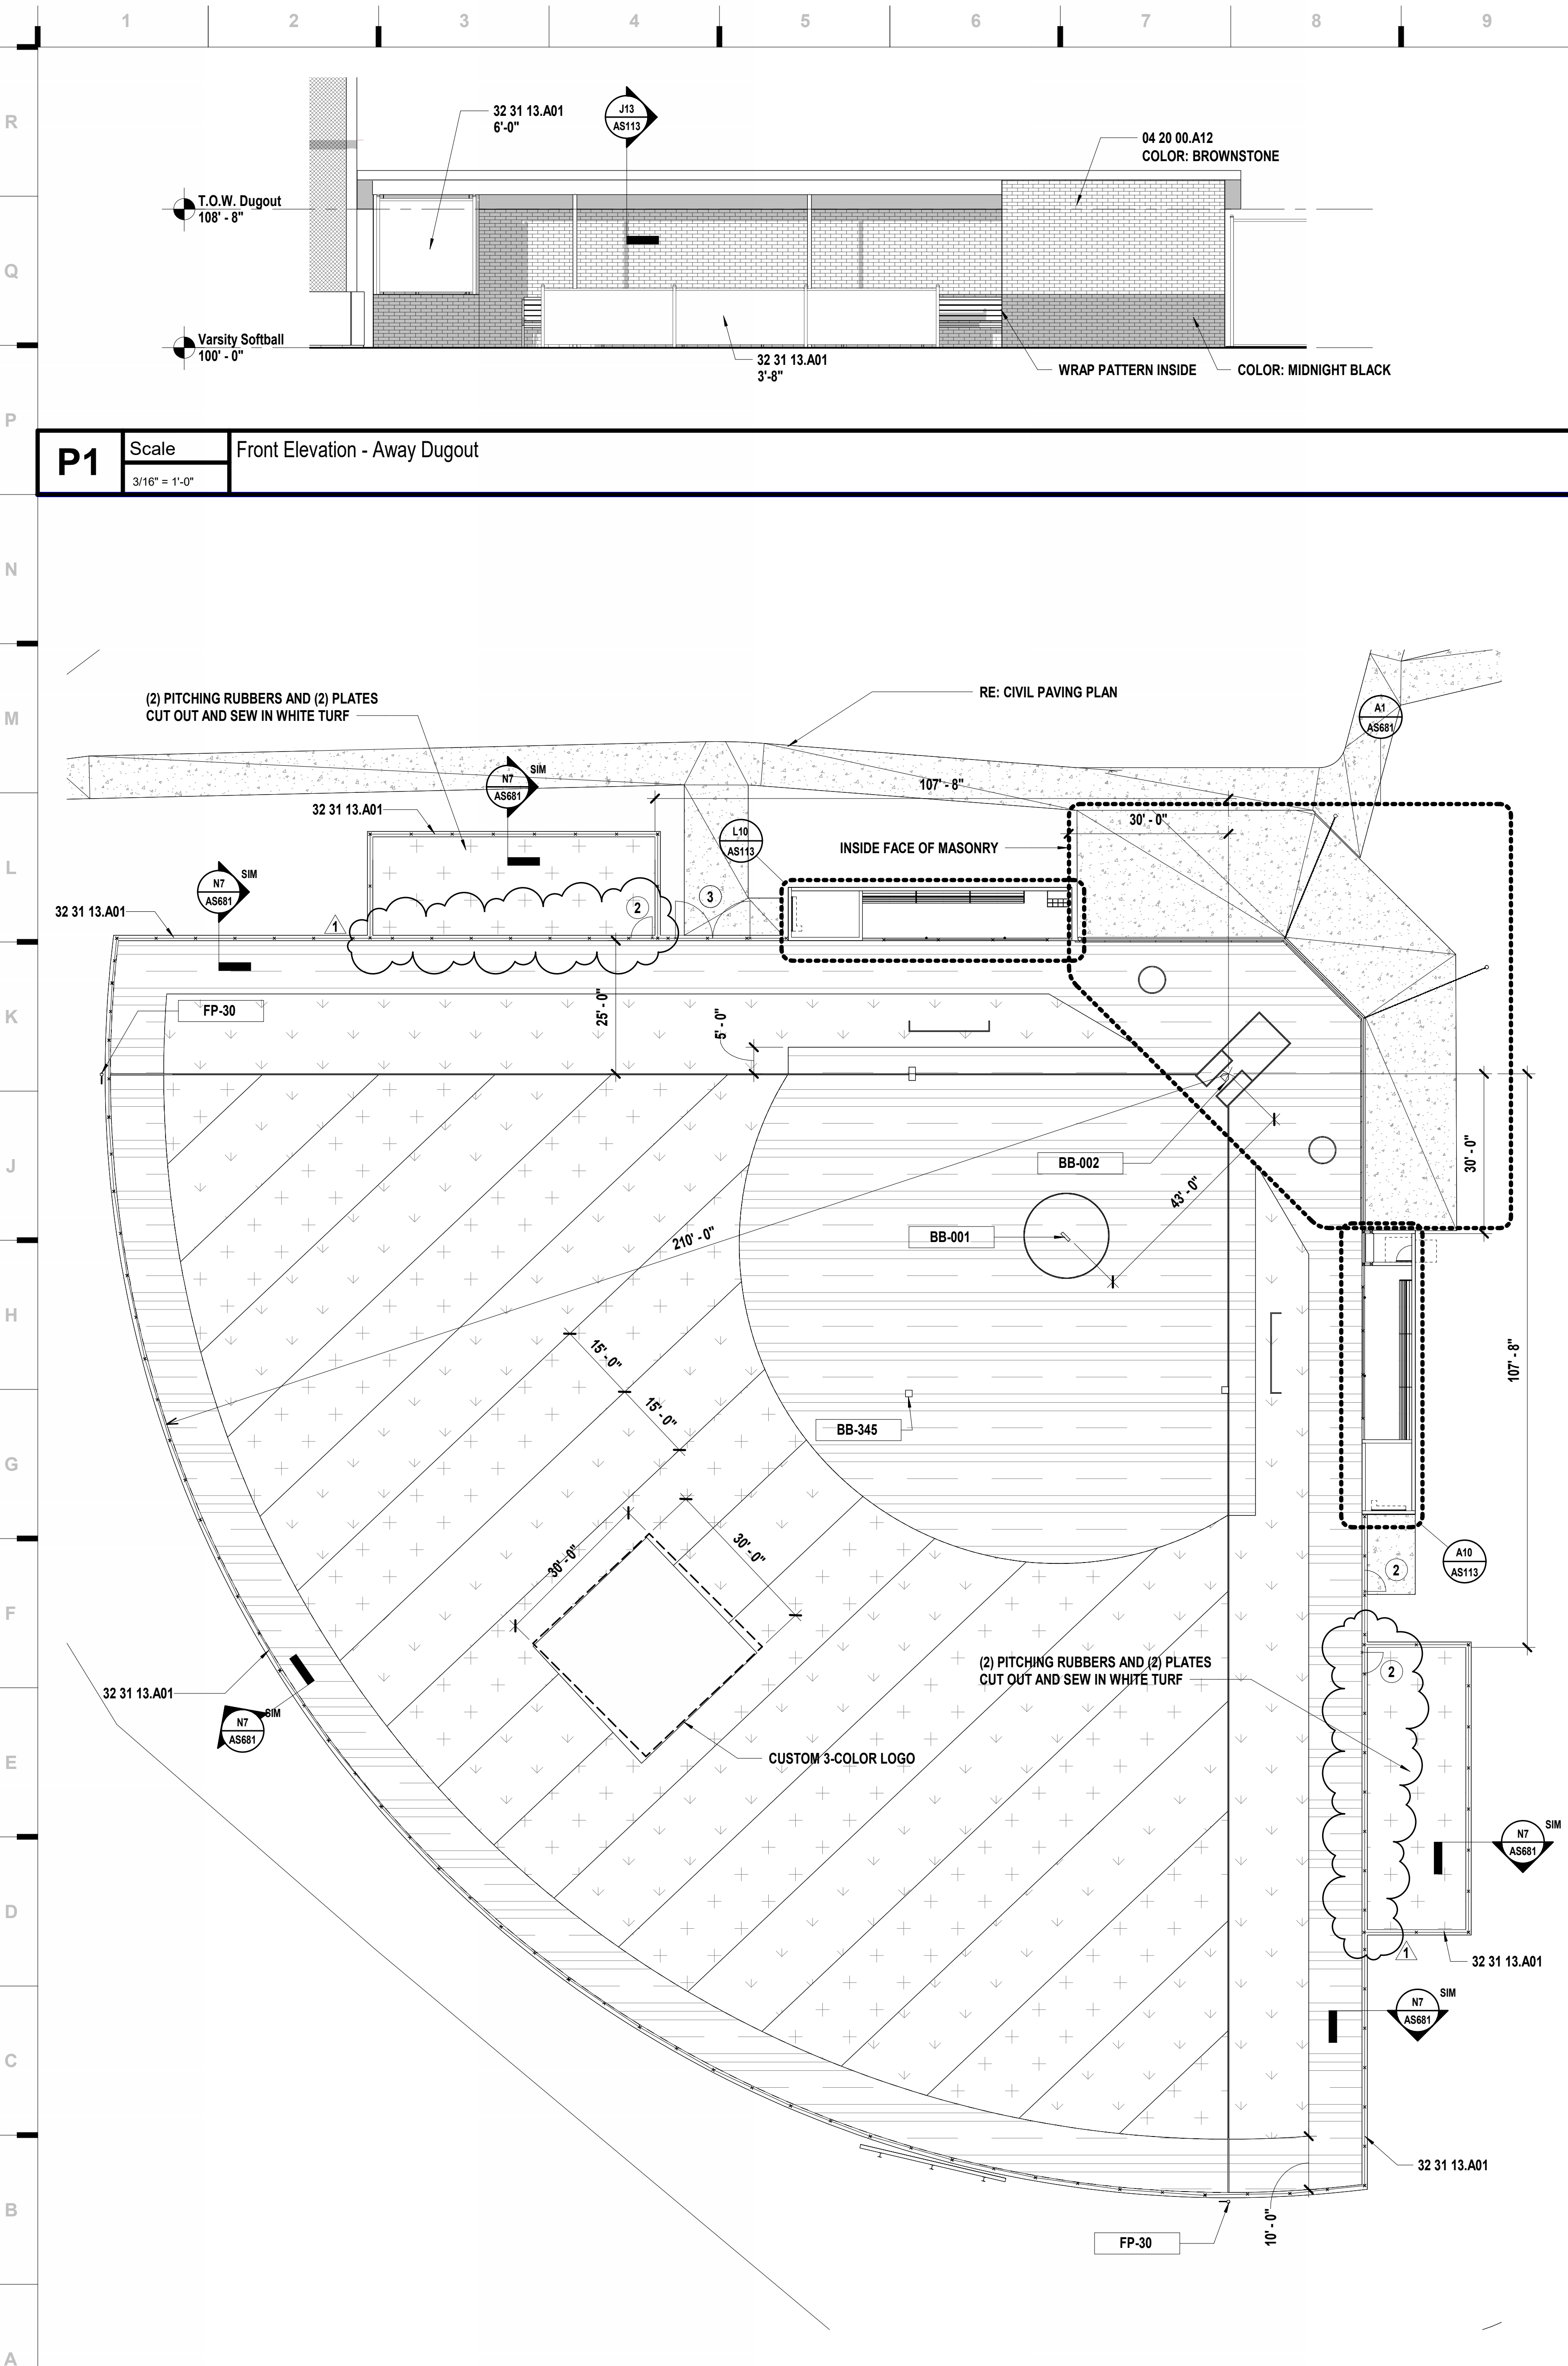 1 2 3 4 5 6 7 8 9
R
32 31 13.A01
6'-0"
J13
AS113
04 20 00.A12
COLOR: BROWNSTONE
T.O.W. Dugout
108' - 8"
Q
Varsity Softball
100' - 0"
32 31 13.A01
3'-8"
WRAP PATTERN INSIDE
COLOR: MIDNIGHT BLACK
P
P1
Scale
3/16" = 1'-0"
Front Elevation - Away Dugout
N
M
(2) PITCHING RUBBERS AND (2) PLATES
CUT OUT AND SEW IN WHITE TURF
RE: CIVIL PAVING PLAN
A1
AS681
N7
AS681
SIM
107' - 8"
32 31 13.A01
30' - 0"
L10
AS113
INSIDE FACE OF MASONRY
L
N7
AS681
SIM
32 31 13.A01
1
2
3
K
FP-30
25' - 0"
5' - 0"
J
BB-002
43' - 0"
30' - 0"
210' - 0"
BB-001
H
15' - 0"
15' - 0"
107' - 8"
BB-345
G
30' - 0"
30' - 0"
A10
AS113
2
F
(2) PITCHING RUBBERS AND (2) PLATES
CUT OUT AND SEW IN WHITE TURF
2
32 31 13.A01
N7
AS681
SIM
E
CUSTOM 3-COLOR LOGO
N7
AS681
SIM
D
1
32 31 13.A01
N7
AS681
SIM
C
32 31 13.A01
B
FP-30
10' - 0"
A